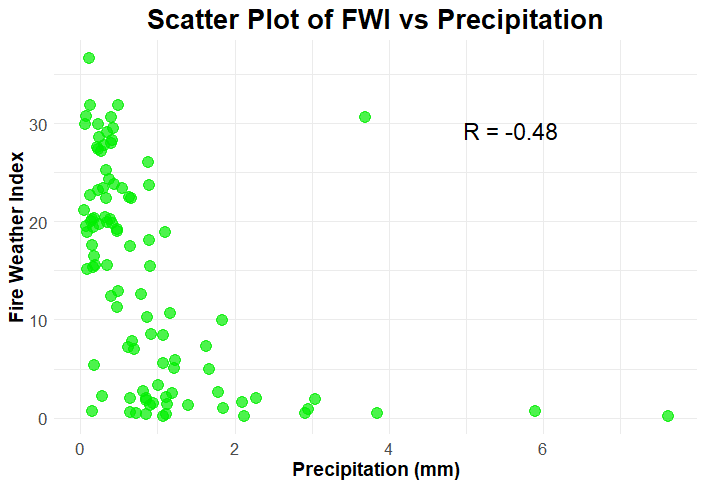 Scatter Plot of FWI vs Precipitation
R = -0.48
Fire Weather Index
30
20
10
0
0 2 4 6
Precipitation (mm)